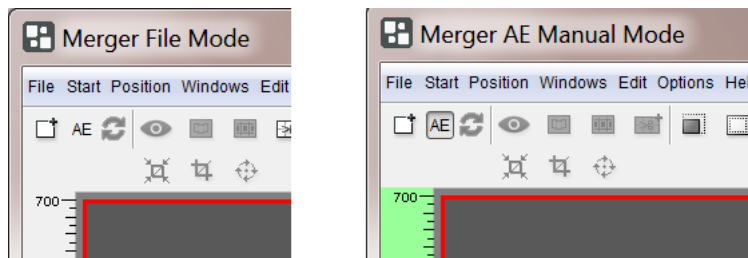 Merger File Mode
File Start Position Windows Edit
AE
700
Merger AE Manual Mode
File Start Position Windows Edit Options Hel
AE
700